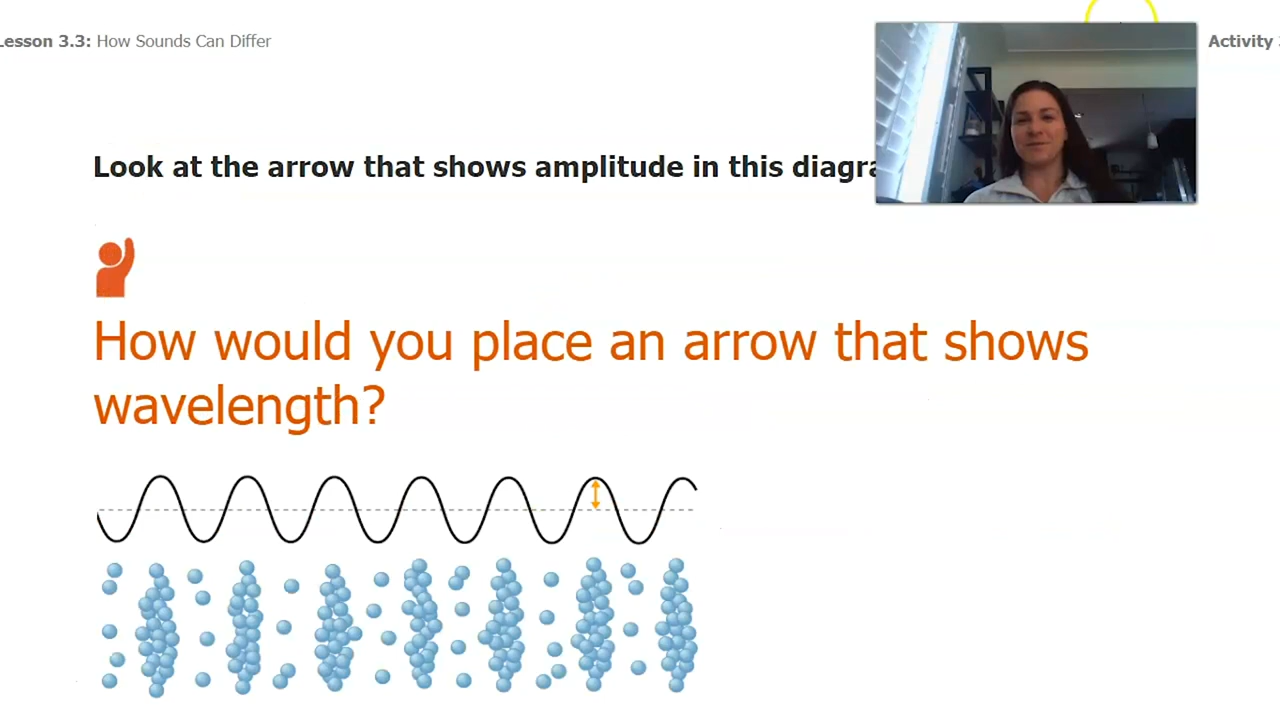 Lesson 3.3: How Sounds Can Differ
Activity
Look at the arrow that shows amplitude in this
How would you place an arrow that shows
wavelength?